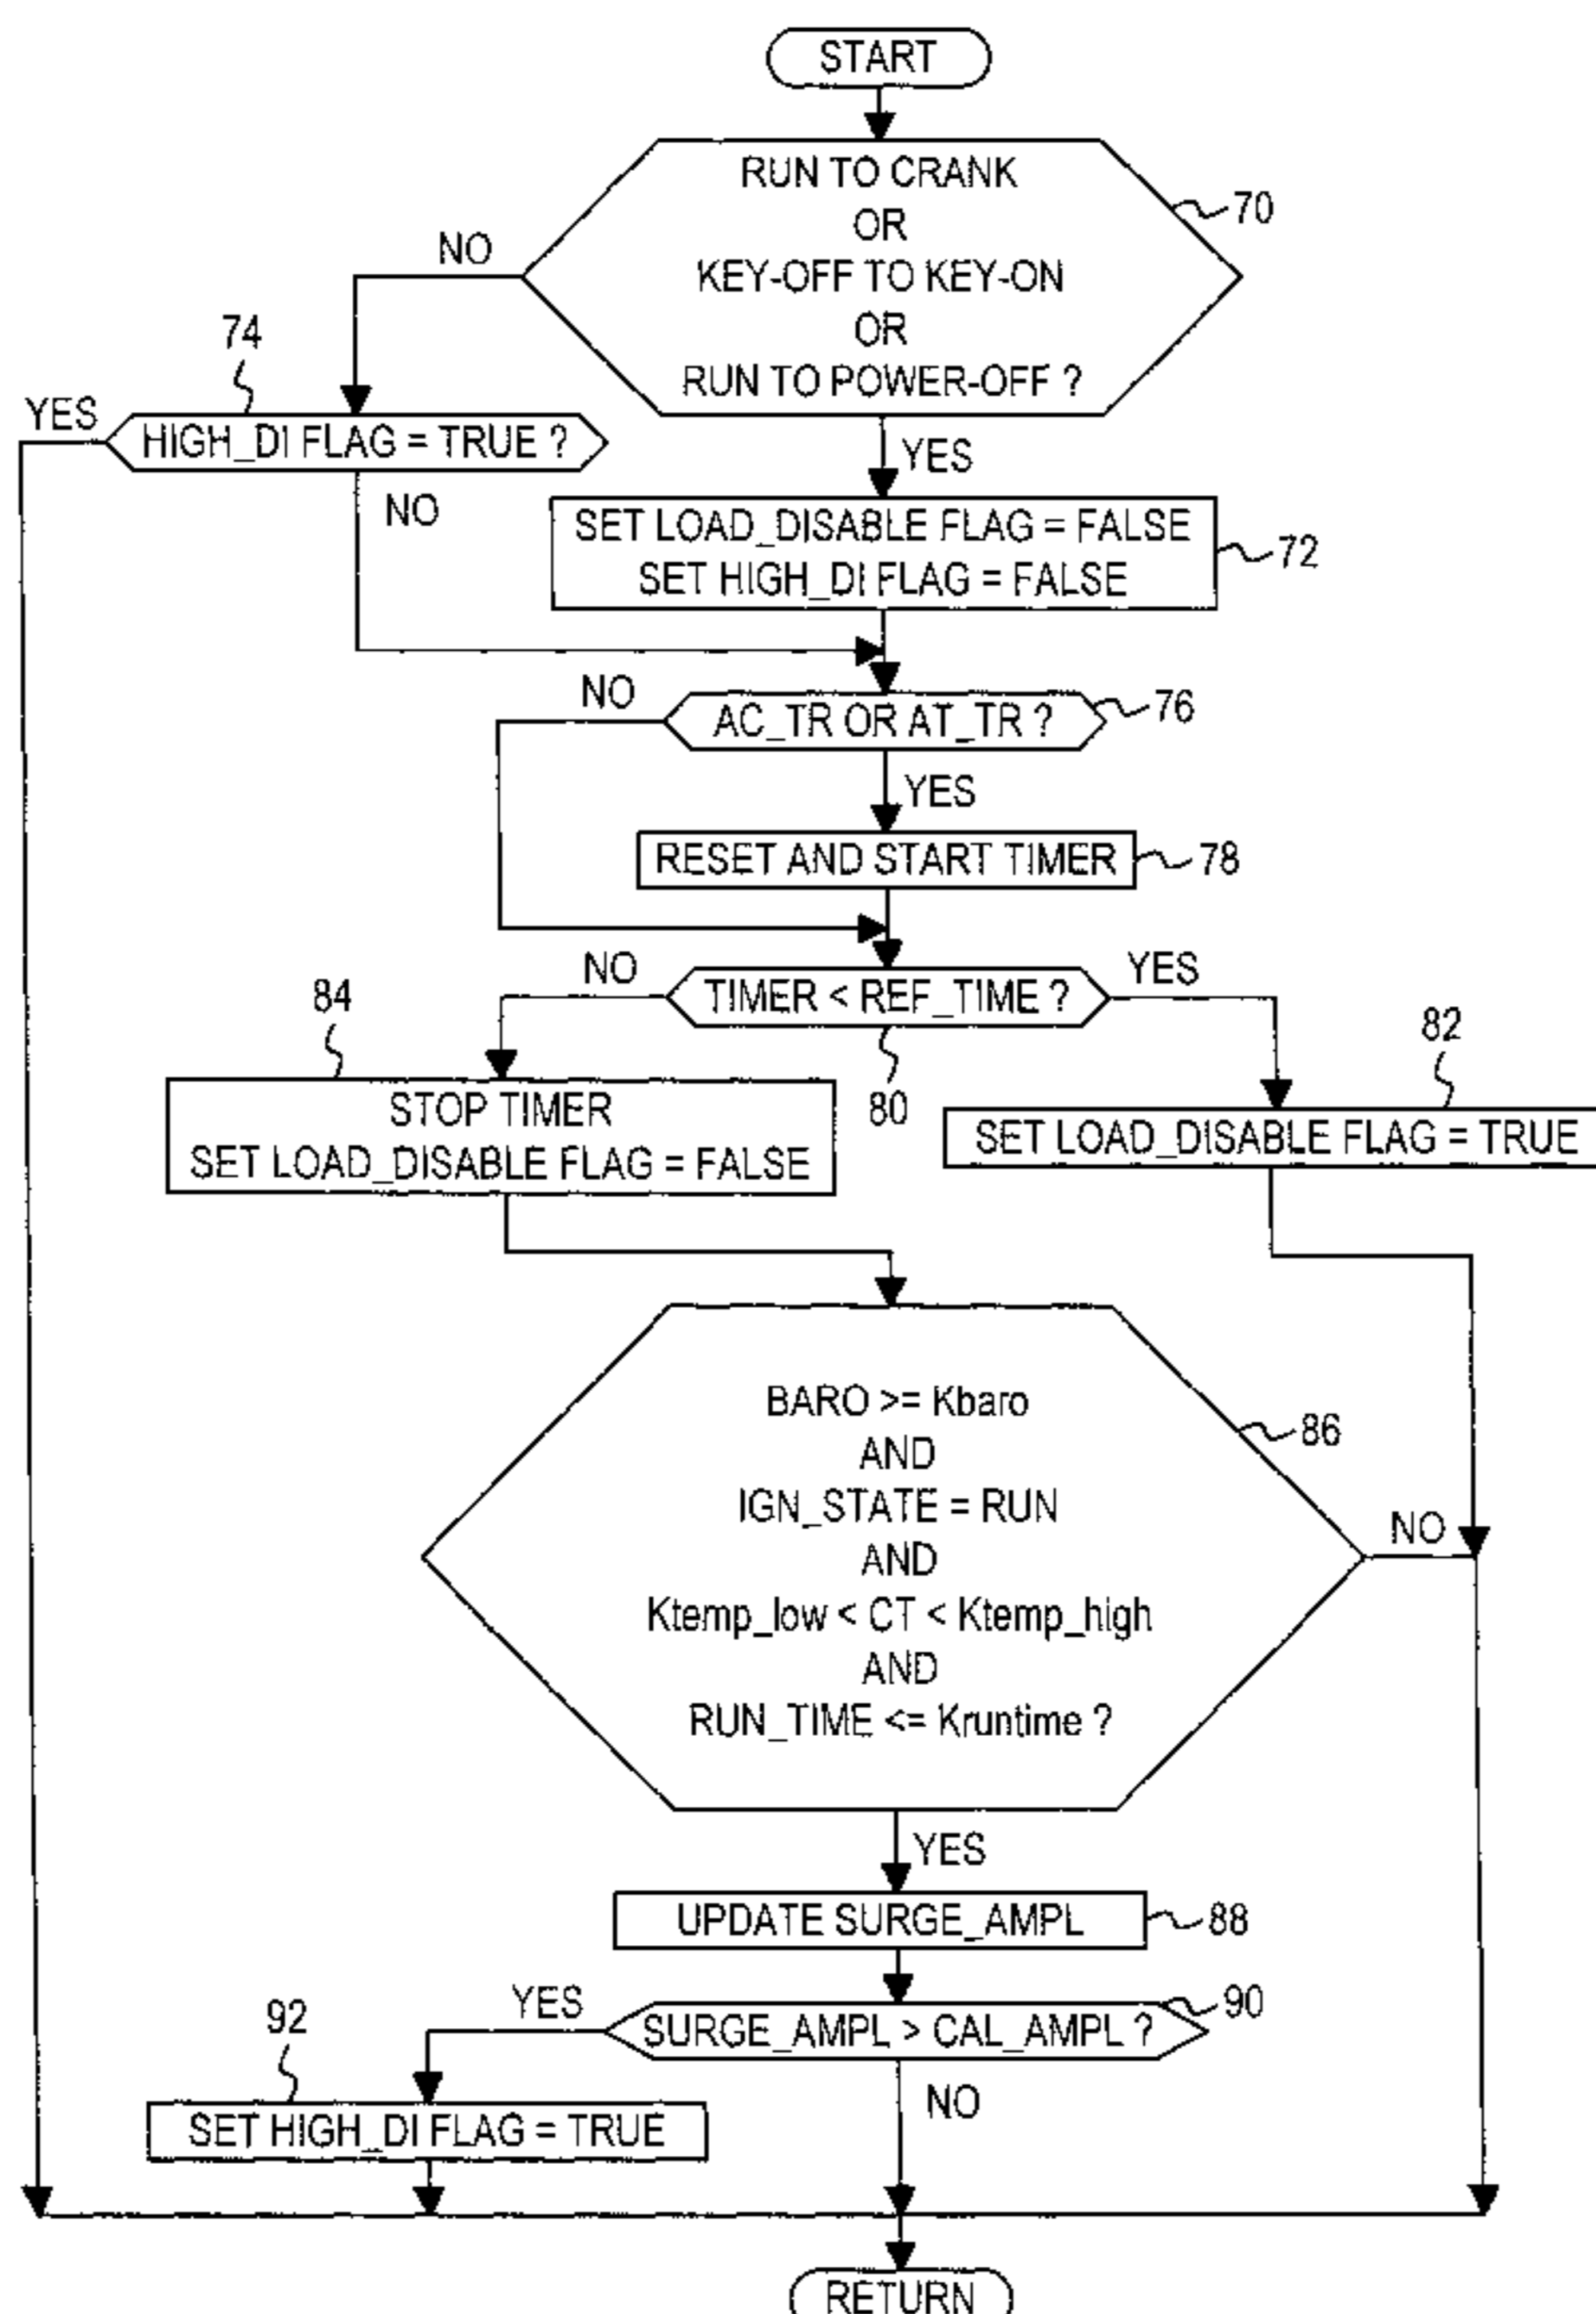 START
RUN TO CRANK
OR
KEY-OFF TO KEY-ON
OR
RUN TO POWER-OFF ?
70
NO
74
YES
HIGH_DI FLAG = TRUE ?
YES
NO
SET LOAD_DISABLE FLAG = FALSE
SET HIGH_DI FLAG = FALSE
72
NO
AC_TR OR AT_TR ?
76
YES
RESET AND START TIMER
78
NO
TIMER < REF_TIME ?
YES
84
80
82
STOP TIMER
SET LOAD_DISABLE FLAG = FALSE
SET LOAD_DISABLE FLAG = TRUE
BARO >= Kbaro
AND
IGN_STATE = RUN
AND
Ktemp_low < CT < Ktemp_high
AND
RUN_TIME <= Kruntime ?
86
NO
YES
UPDATE SURGE_AMPL
88
YES
SURGE_AMPL > CAL_AMPL ?
90
92
NO
SET HIGH_DI FLAG = TRUE
RETURN